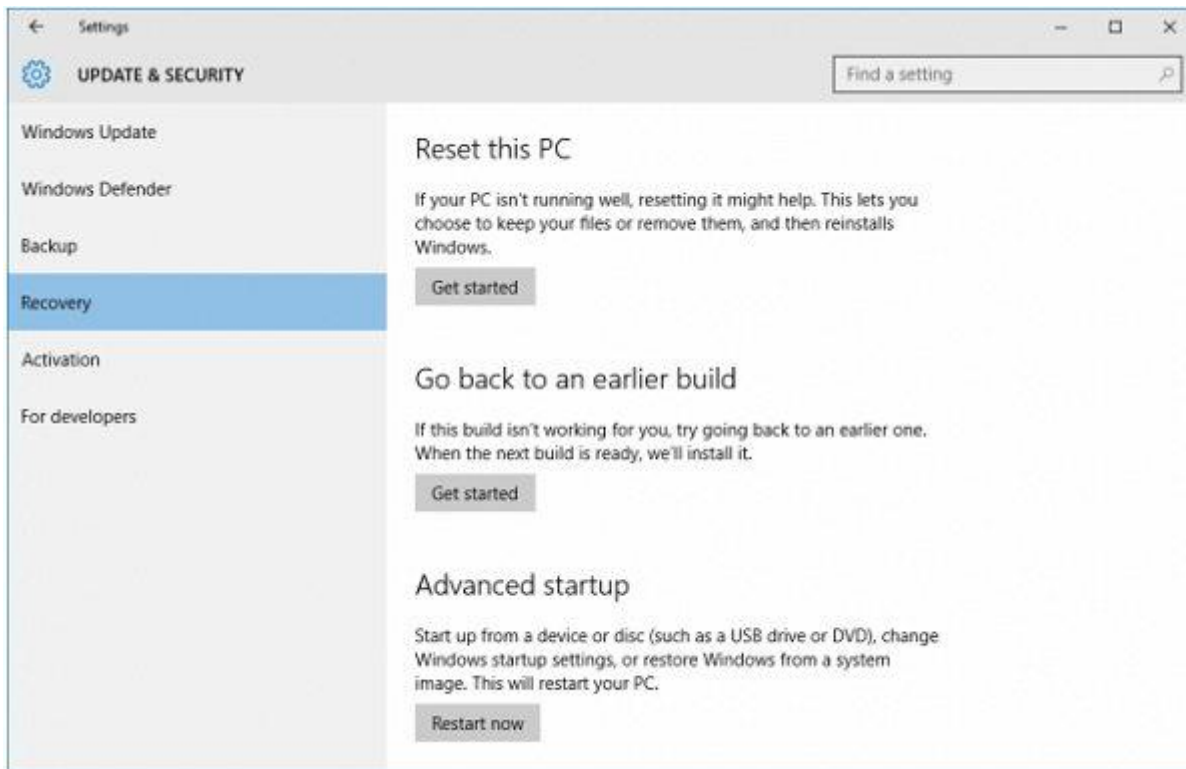 Settings
UPDATE & SECURITY
Find a setting
Windows Update
Windows Defender
Backup
Recovery
Activation
For developers
Reset this PC
If your PC isn't running well, resetting it might help. This lets you
choose to keep your files or remove them, and then reinstalls
Windows.
Get started
Go back to an earlier build
If this build isn't working for you, try going back to an earlier one.
When the next build is ready, we'll install it.
Get started
Advanced startup
Start up from a device or disc (such as a USB drive or DVD), change
Windows startup settings, or restore Windows from a system
image. This will restart your PC.
Restart now